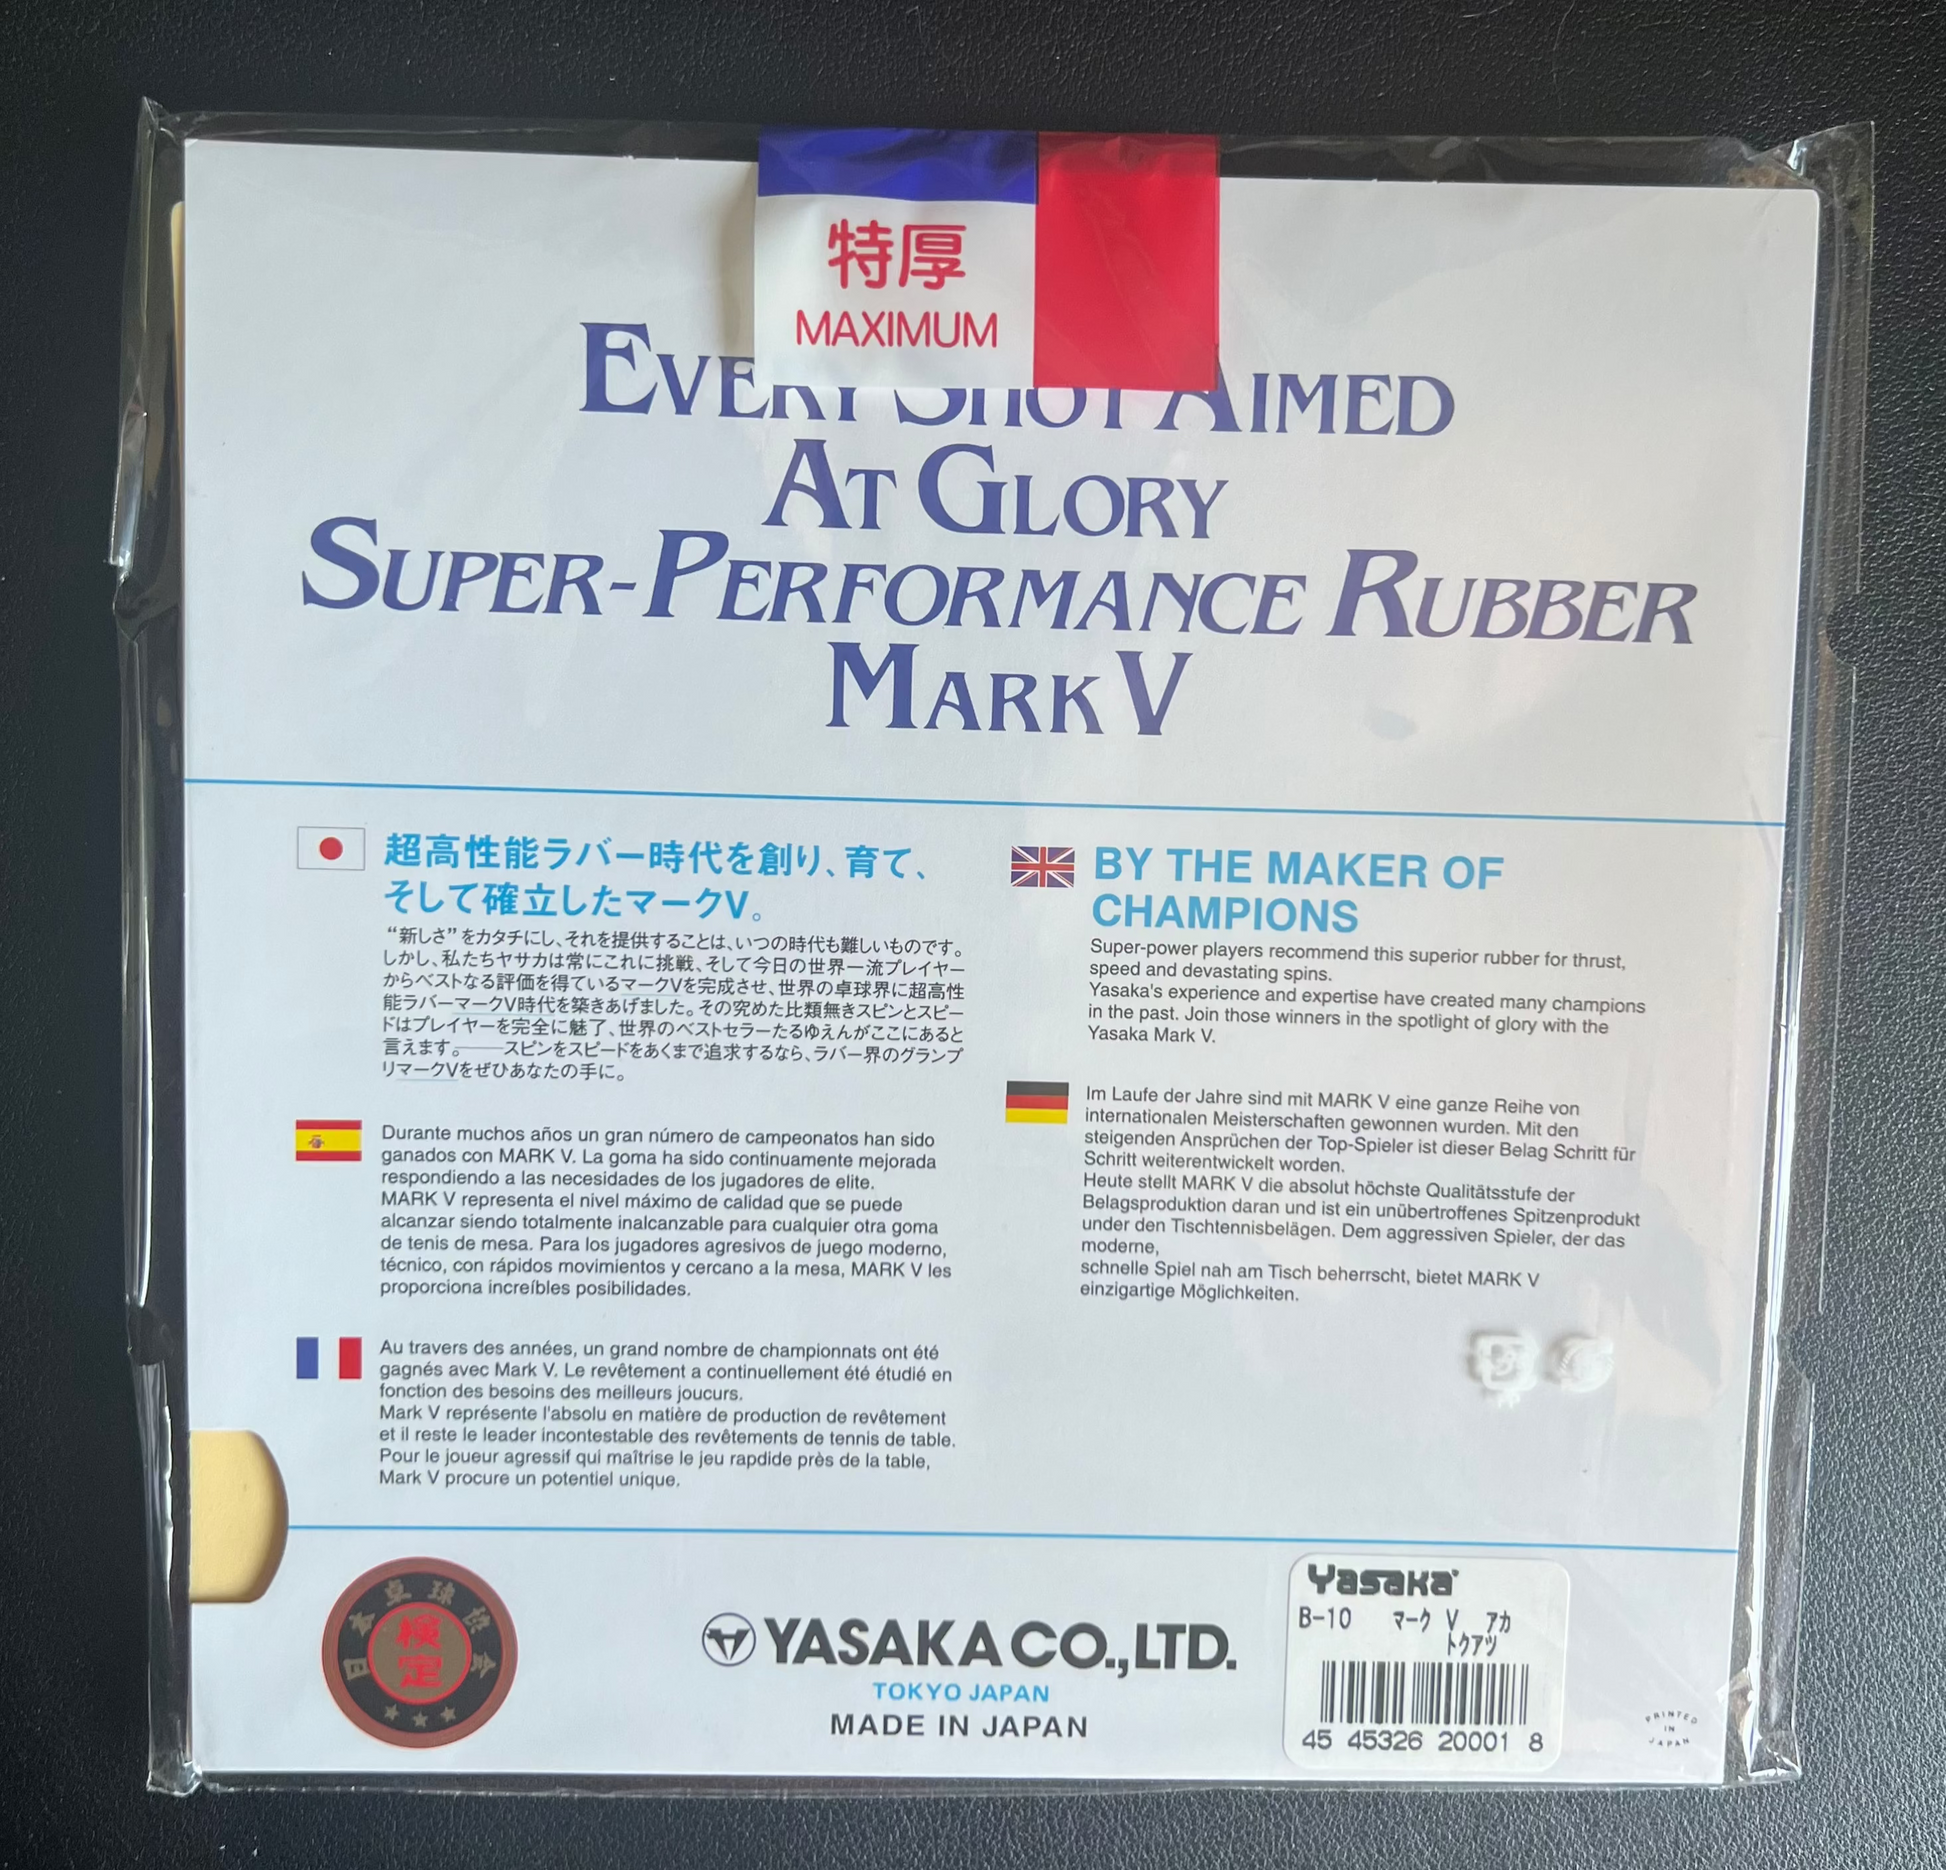 特厚
MAXIMUM
EVERY SHOT AIMED
AT GLORY
SUPER-PERFORMANCE RUBBER
MARK V
超高性能ラバー時代を創り、育て、
そして確立したマークV。
“新しさ”をカタチにし、それを提供することは、いつの時代も難しいものです。
しかし、私たちヤサカは常にこれに挑戦、そして今日の世界一流プレイヤー
からベストなる評価を得ているマークVを完成させ、世界の卓球界に超高性
能ラバーマークV時代を築きあげました。その究めた比類無きスピンとスピー
ドはプレイヤーを完全に魅了、世界のベストセラーたるゆえんがここにあると
言えます。──スピンをスピードをあくまで追求するなら、ラバー界のグランプ
リマークVをぜひあなたの手に。
Durante muchos años un gran número de campeonatos han sido
ganados con MARK V. La goma ha sido continuamente mejorada
respondiendo a las necesidades de los jugadores de elite.
MARK V representa el nivel máximo de calidad que se puede
alcanzar siendo totalmente inalcanzable para cualquier otra goma
de tenis de mesa. Para los jugadores agresivos de juego moderno,
técnico, con rápidos movimientos y cercano a la mesa, MARK V les
proporciona increíbles posibilidades.
Au travers des années, un grand nombre de championnats ont été
gagnés avec Mark V. Le revêtement a continuellement été étudié en
fonction des besoins des meilleurs joucurs.
Mark V représente l'absolu en matière de production de revêtement
et il reste le leader incontestable des revêtements de tennis de table.
Pour le joueur agressif qui maîtrise le jeu rapdide près de la table,
Mark V procure un potentiel unique.
BY THE MAKER OF
CHAMPIONS
Super-power players recommend this superior rubber for thrust,
speed and devastating spins.
Yasaka's experience and expertise have created many champions
in the past. Join those winners in the spotlight of glory with the
Yasaka Mark V.
Im Laufe der Jahre sind mit MARK V eine ganze Reihe von
internationalen Meisterschaften gewonnen wurden. Mit den
steigenden Ansprüchen der Top-Spieler ist dieser Belag Schritt für
Schritt weiterentwickelt worden.
Heute stellt MARK V die absolut höchste Qualitätsstufe der
Belagsproduktion daran und ist ein unübertroffenes Spitzenprodukt
under den Tischtennisbelägen. Dem aggressiven Spieler, der das
moderne,
schnelle Spiel nah am Tisch beherrscht, bietet MARK V
einzigartige Möglichkeiten.
日本卓球協会
検定
YASAKA CO.,LTD.
TOKYO JAPAN
MADE IN JAPAN
Yasaka
B-10 マーク V アカ
トクアツ
45 45326 20001 8
PRINTED
IN
JAPAN